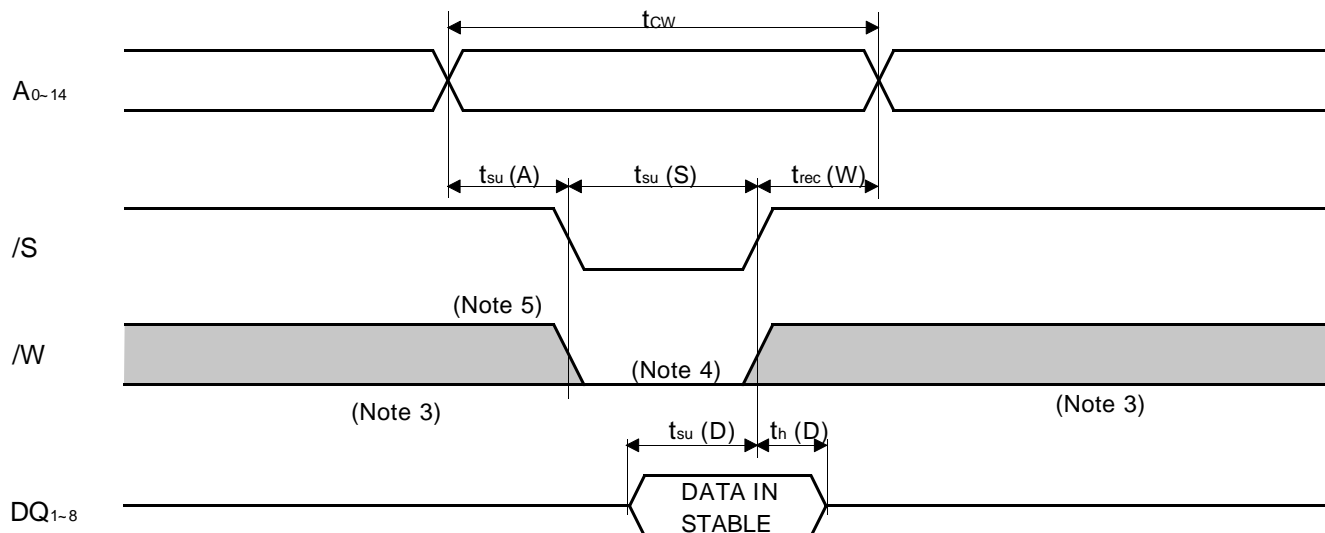 tCW
A0~14
tsu (A) tsu (S) trec (W)
/S
(Note 5)
/W
(Note 4)
(Note 3) (Note 3)
tsu (D) th (D)
DQ1~8
DATA IN
STABLE